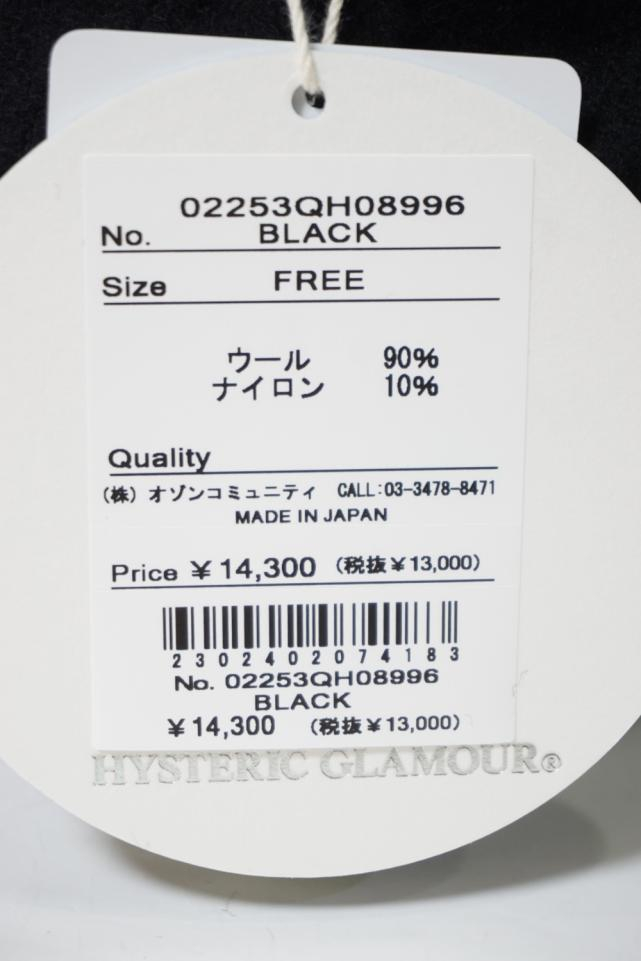 02253QH08996
No. BLACK
Size FREE
ウール 90%
ナイロン 10%
Quality
(株) オゾンコミュニティ CALL:03-3478-8471
MADE IN JAPAN
Price ¥14,300 (税抜¥13,000)
2302402074183
No. 02253QH08996
BLACK
¥14,300 (税抜¥13,000)
HYSTERIC GLAMOUR®